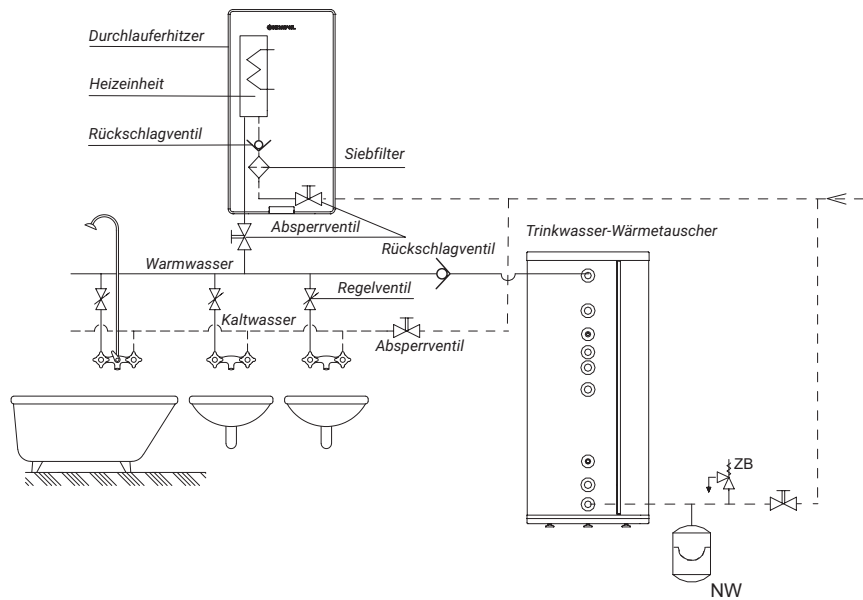 Durchlauferhitzer
Heizeinheit
Rückschlagventil
Siebfilter
Absperrventil
Rückschlagventil
Trinkwasser-Wärmetauscher
Warmwasser
Regelventil
Kaltwasser
Absperrventil
ZB
NW